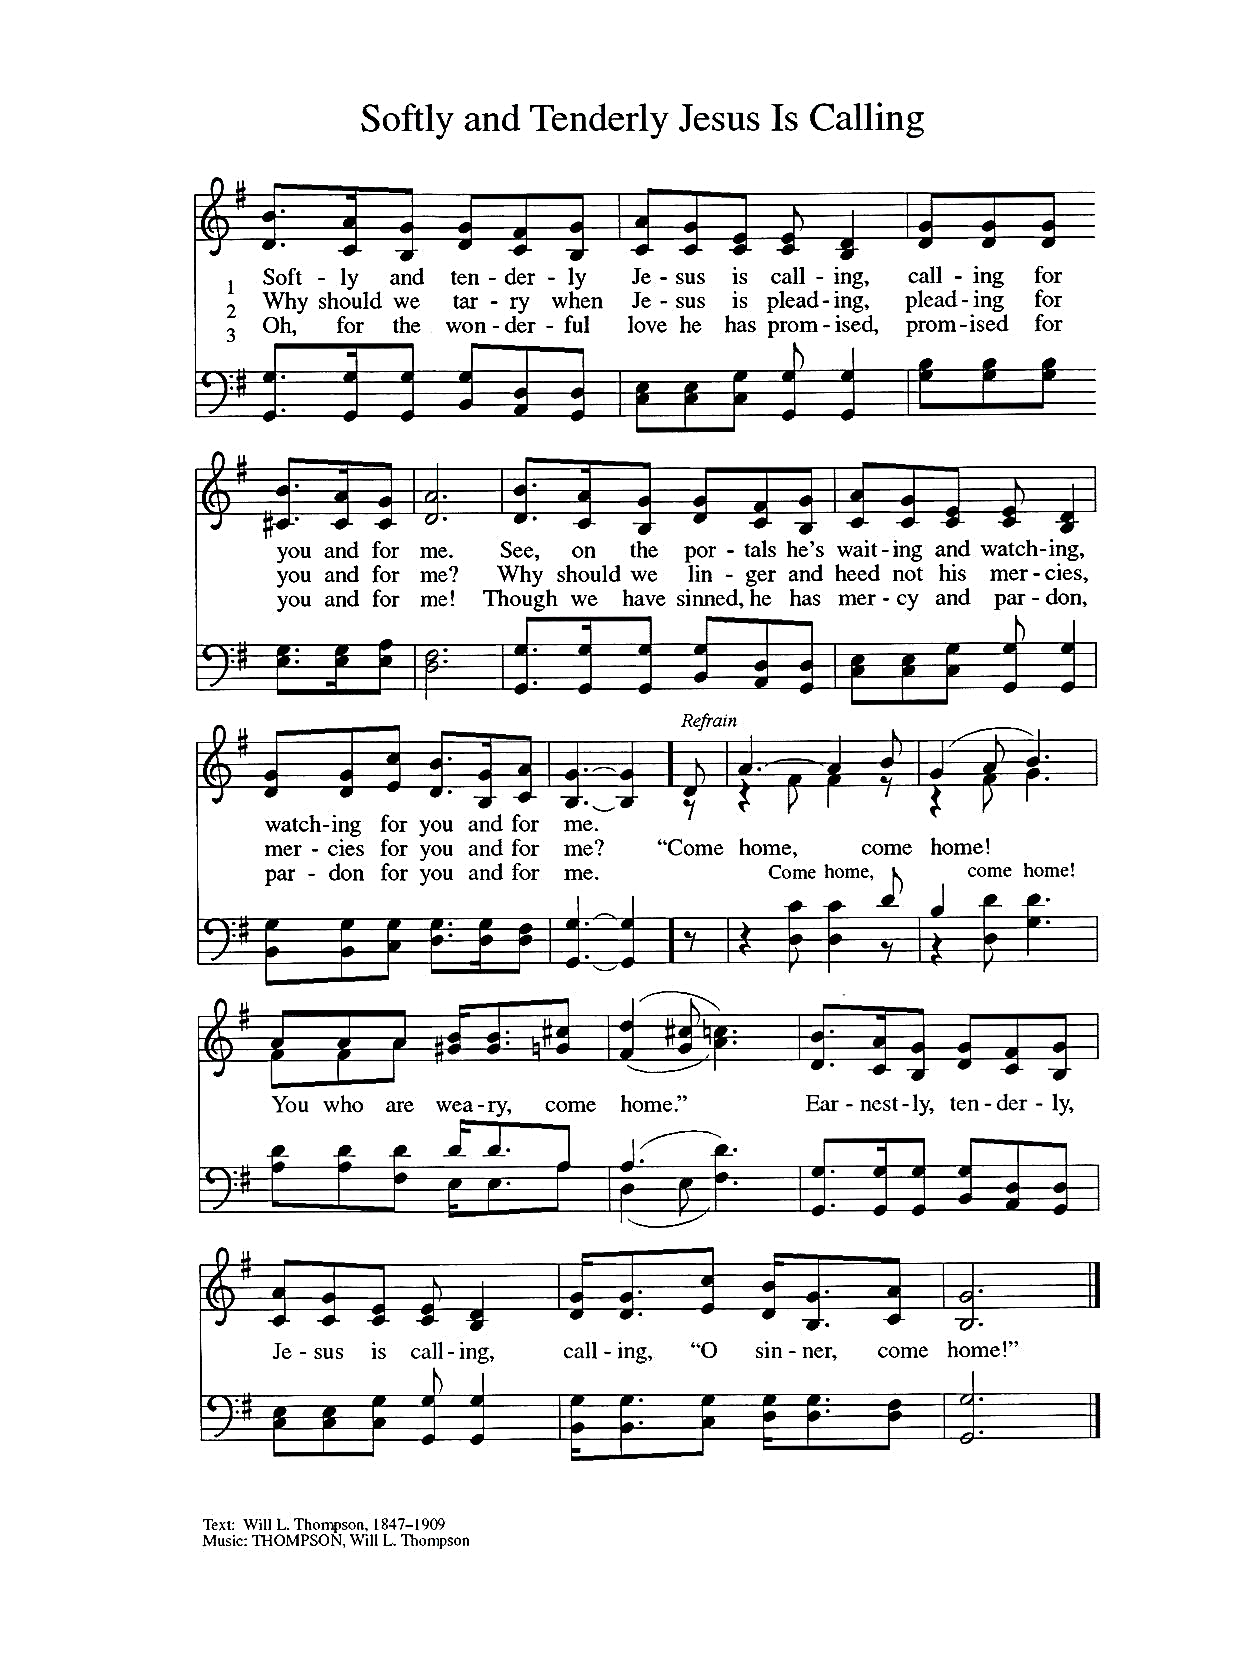 Softly and Tenderly Jesus Is Calling
1 Soft - ly and ten - der - ly Je - sus is call - ing, call - ing for
2 Why should we tar - ry when Je - sus is plead - ing, plead - ing for
3 Oh, for the won - der - ful love he has prom - ised, prom - ised for
you and for me. See, on the por - tals he's wait - ing and watch - ing,
you and for me? Why should we lin - ger and heed not his mer - cies,
you and for me! Though we have sinned, he has mer - cy and par - don,
Refrain
watch - ing for you and for me.
mer - cies for you and for me? “Come home, come home!
par - don for you and for me. Come home, come home!
You who are wea - ry, come home.” Ear - nest - ly, ten - der - ly,
Je - sus is call - ing, call - ing, “O sin - ner, come home!”
Text: Will L. Thompson, 1847–1909
Music: THOMPSON, Will L. Thompson